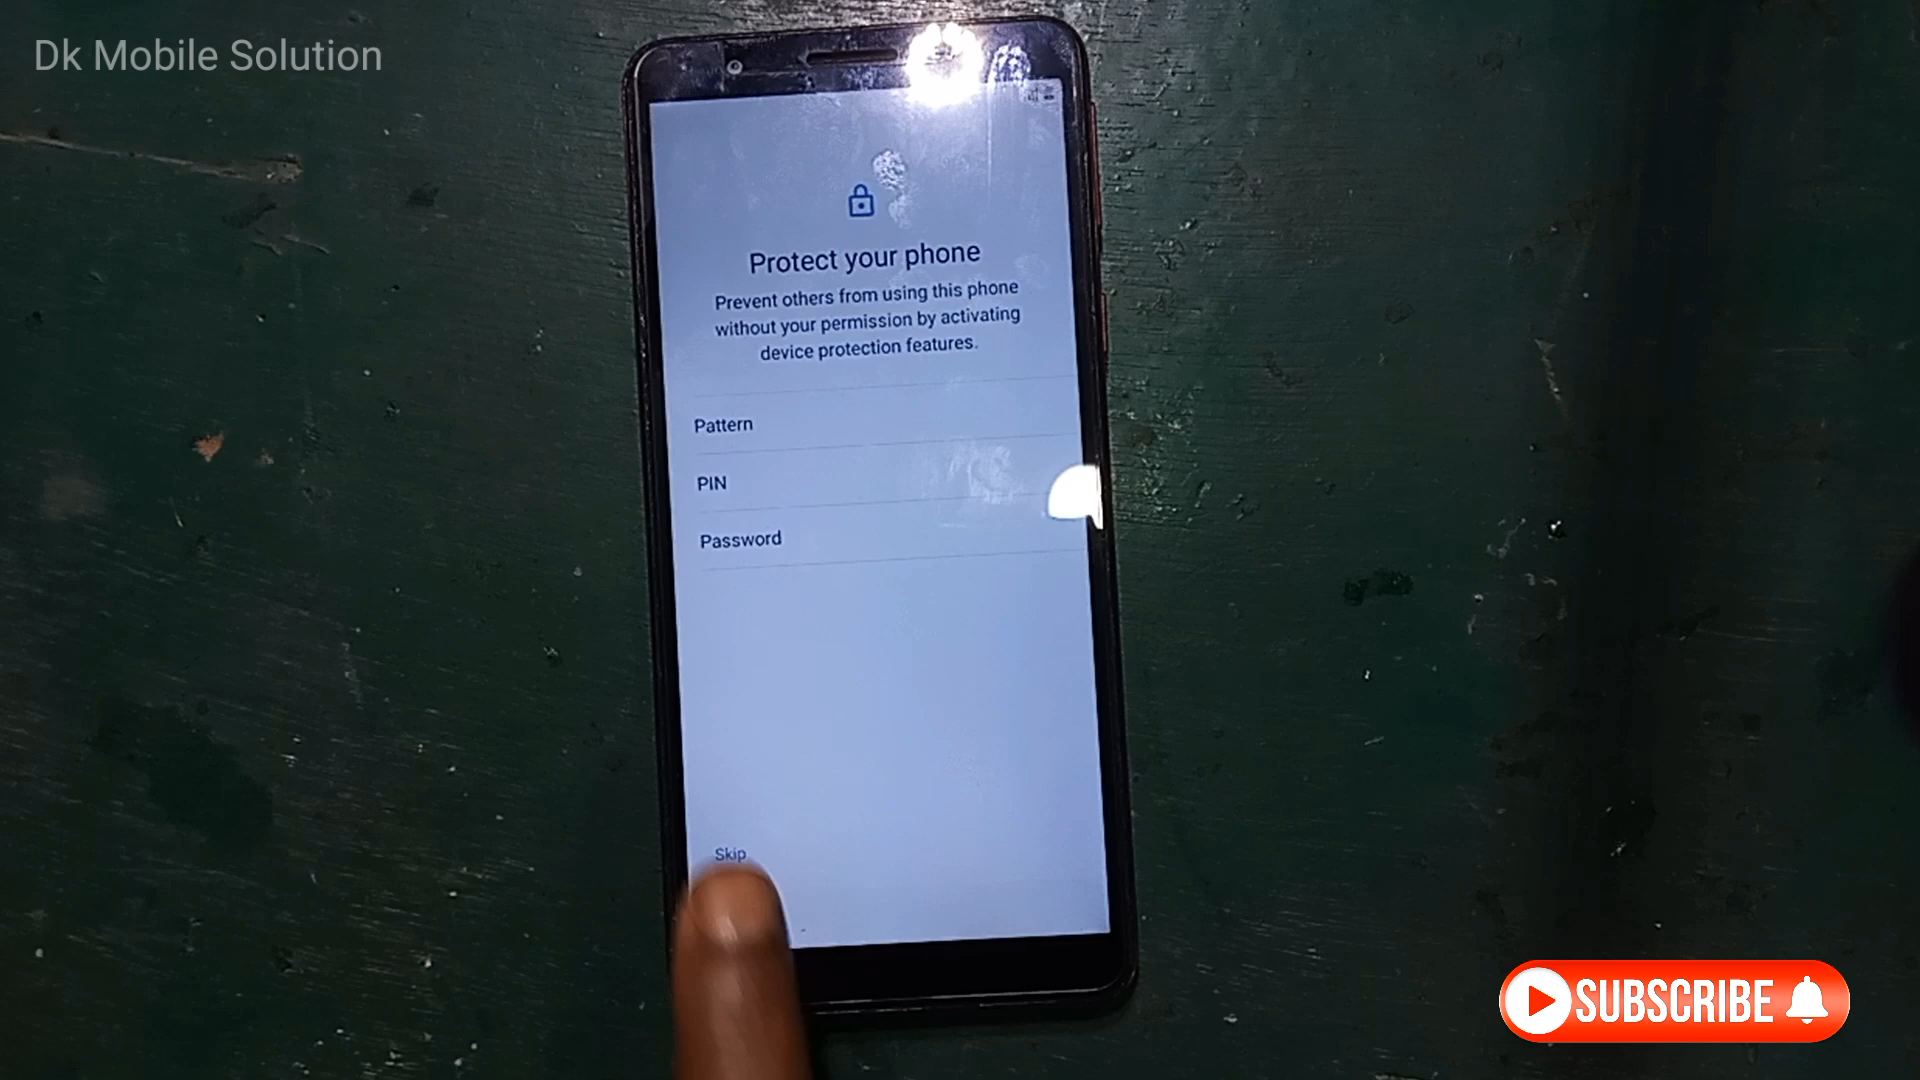 Dk Mobile Solution
Protect your phone
Prevent others from using this phone
without your permission by activating
device protection features.
Pattern
PIN
Password
Skip
SUBSCRIBE